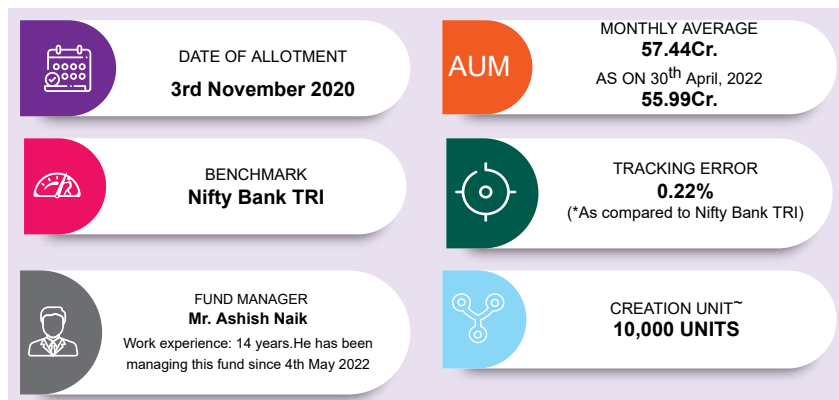 DATE OF ALLOTMENT
3rd November 2020
AUM
MONTHLY AVERAGE
57.44Cr.
AS ON 30th April, 2022
55.99Cr.
BENCHMARK
Nifty Bank TRI
TRACKING ERROR
0.22%
(*As compared to Nifty Bank TRI)
FUND MANAGER
Mr. Ashish Naik
Work experience: 14 years.He has been
managing this fund since 4th May 2022
CREATION UNIT~
10,000 UNITS